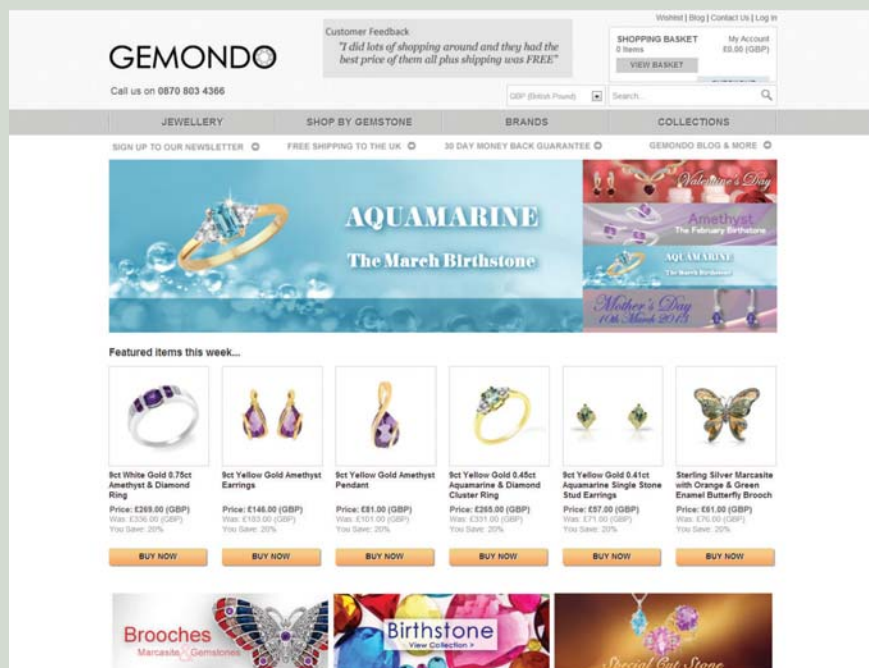 Wishlist | Blog | Contact Us | Log In
Customer Feedback
"I did lots of shopping around and they had the
best price of them all plus shipping was FREE"
SHOPPING BASKET
My Account
0 Items
£0.00 (GBP)
VIEW BASKET
GEMONDO
Call us on 0870 803 4366
GBP (British Pound)
Search...
JEWELLERY
SHOP BY GEMSTONE
BRANDS
COLLECTIONS
SIGN UP TO OUR NEWSLETTER
FREE SHIPPING TO THE UK
30 DAY MONEY BACK GUARANTEE
GEMONDO BLOG & MORE
AQUAMARINE
The March Birthstone
Valentine's Day
Amethyst
The February Birthstone
AQUAMARINE
The March Birthstone
Mother's Day
10th March 2013
Featured items this week...
9ct White Gold 0.75ct
Amethyst & Diamond
Ring
Price: £269.00 (GBP)
Was: £336.00 (GBP)
You Save: 20%
BUY NOW
9ct Yellow Gold Amethyst
Earrings
Price: £146.00 (GBP)
Was: £183.00 (GBP)
You Save: 20%
BUY NOW
9ct Yellow Gold Amethyst
Pendant
Price: £81.00 (GBP)
Was: £101.00 (GBP)
You Save: 20%
BUY NOW
9ct Yellow Gold 0.45ct
Aquamarine & Diamond
Cluster Ring
Price: £265.00 (GBP)
Was: £331.00 (GBP)
You Save: 20%
BUY NOW
9ct Yellow Gold 0.41ct
Aquamarine Single Stone
Stud Earrings
Price: £57.00 (GBP)
Was: £71.00 (GBP)
You Save: 20%
BUY NOW
Sterling Silver Marcasite
with Orange & Green
Enamel Butterfly Brooch
Price: £61.00 (GBP)
Was: £76.00 (GBP)
You Save: 20%
BUY NOW
Brooches
Marcasite & Gemstones
Birthstone
View Collection >
Special Cut Stone